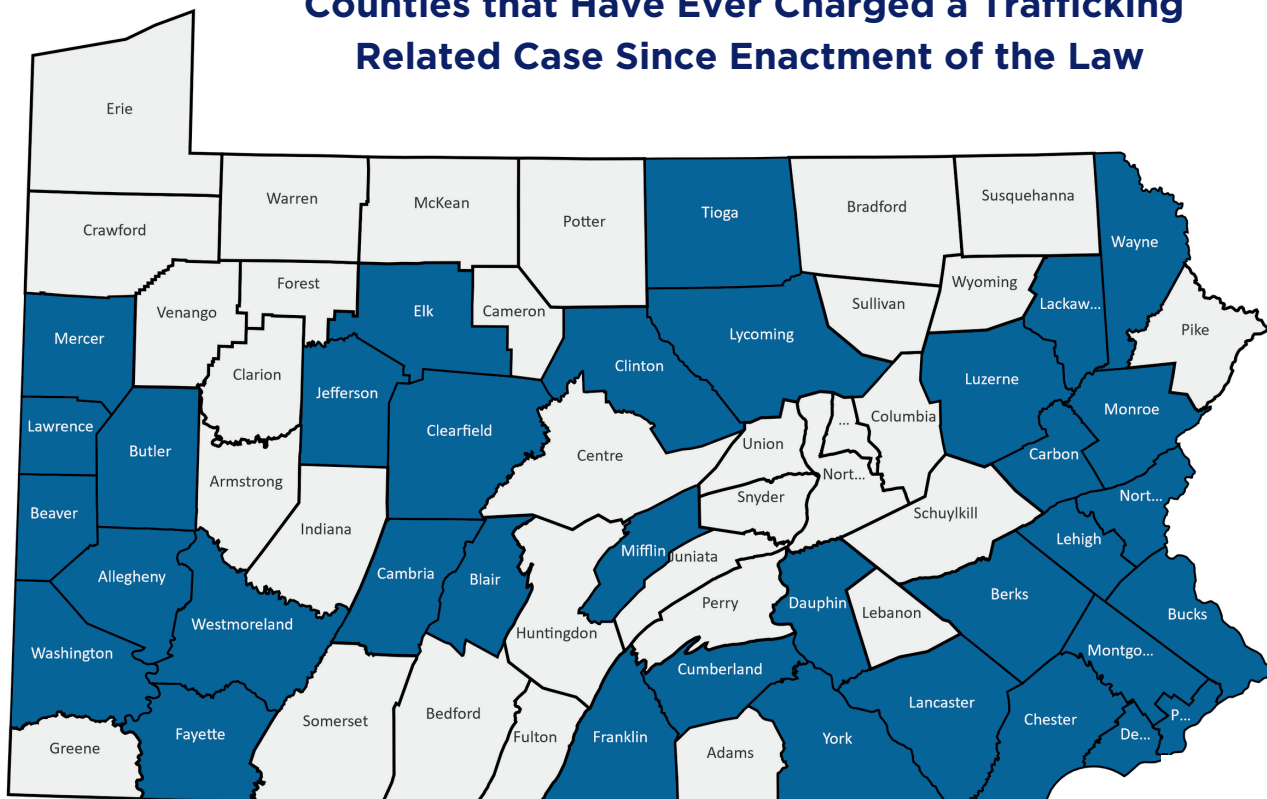 Counties that Have Ever Charged a Trafficking
Related Case Since Enactment of the Law
Erie
Warren
McKean
Potter
Tioga
Bradford
Susquehanna
Wayne
Crawford
Forest
Venango
Elk
Cameron
Sullivan
Wyoming
Lackaw...
Pike
Mercer
Clarion
Jefferson
Clinton
Lycoming
Luzerne
Monroe
Lawrence
Butler
Clearfield
Centre
Union
...
Columbia
Carbon
Armstrong
Snyder
Nort...
Nort...
Beaver
Indiana
Schuylkill
Lehigh
Allegheny
Cambria
Blair
Mifflin
Juniata
Perry
Dauphin
Lebanon
Berks
Bucks
Westmoreland
Huntingdon
Washington
Cumberland
Montgo...
Lancaster
Greene
Fayette
Somerset
Bedford
Fulton
Franklin
Adams
York
Chester
De...
P...